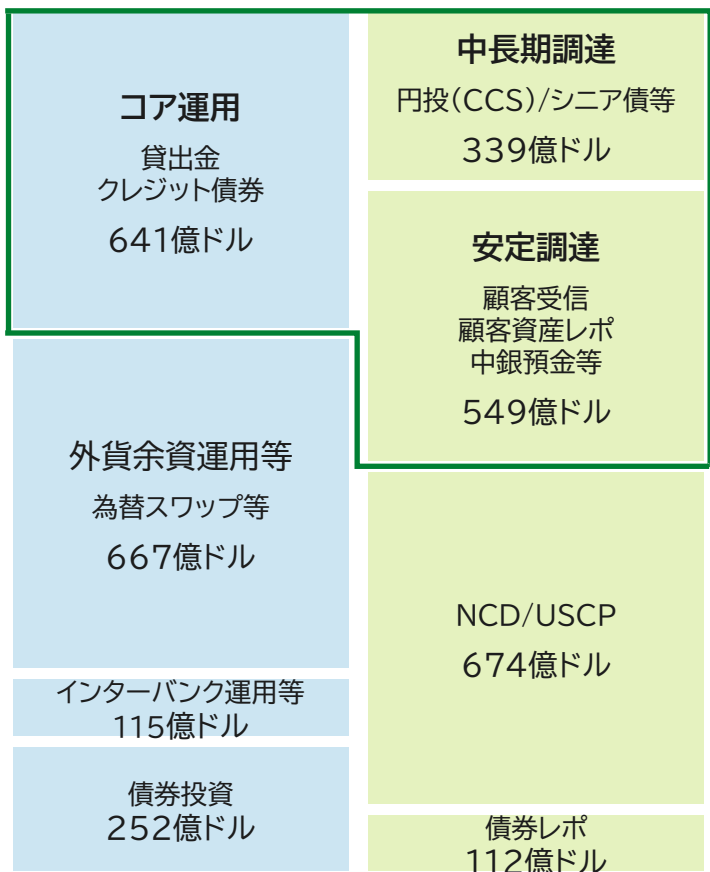 コア運用
貸出金
クレジット債券
641億ドル
外貨余資運用等
為替スワップ等
667億ドル
インターバンク運用等
115億ドル
債券投資
252億ドル
中長期調達
円投(CCS)/シニア債等
339億ドル
安定調達
顧客受信
顧客資産レポ
中銀預金等
549億ドル
NCD/USCP
674億ドル
債券レポ
112億ドル